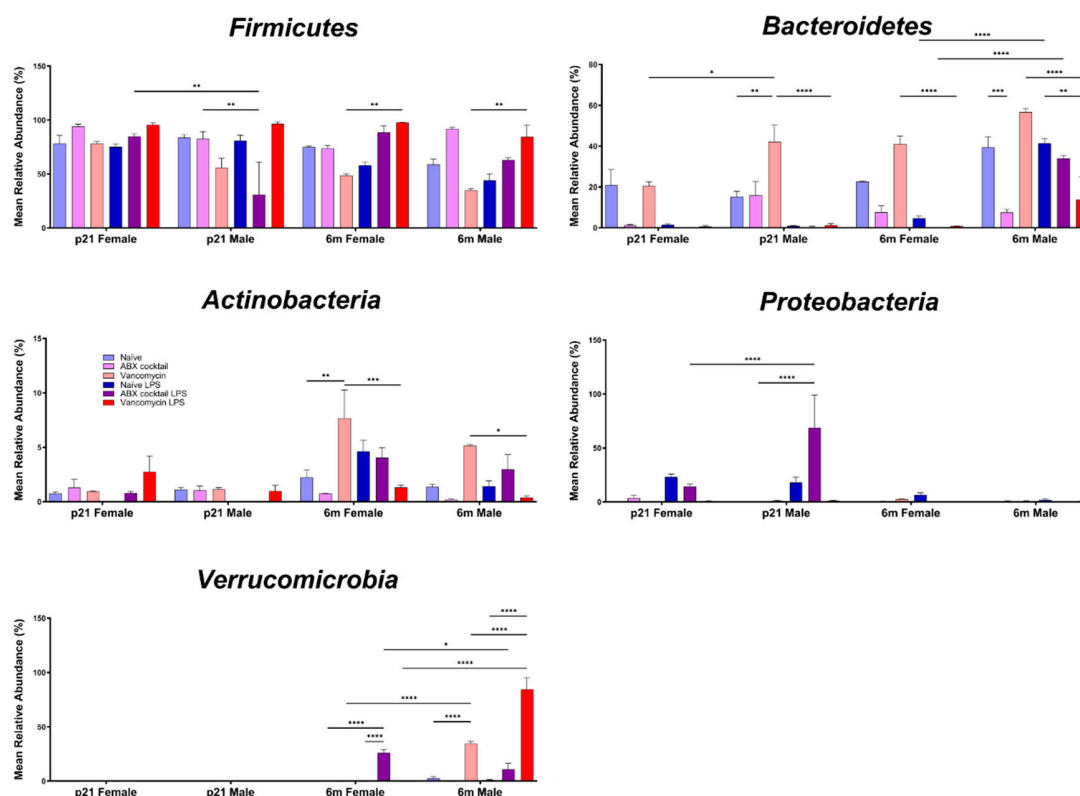 Firmicutes
Mean Relative Abundance (%)
150
100
50
0
** 
**
**
**
p21 Female p21 Male 6m Female 6m Male
Bacteroidetes
Mean Relative Abundance (%)
80
60
40
20
0
****
****
* ****
** **** **** *** **
p21 Female p21 Male 6m Female 6m Male
Actinobacteria
Mean Relative Abundance (%)
15
10
5
0
Naïve
ABX cocktail
Vancomycin
Naïve LPS
ABX cocktail LPS
Vancomycin LPS
** ***
*
p21 Female p21 Male 6m Female 6m Male
Proteobacteria
Mean Relative Abundance (%)
150
100
50
0
****
****
p21 Female p21 Male 6m Female 6m Male
Verrucomicrobia
Mean Relative Abundance (%)
150
100
50
0
****
****
*
****
****
**** ****
****
p21 Female p21 Male 6m Female 6m Male